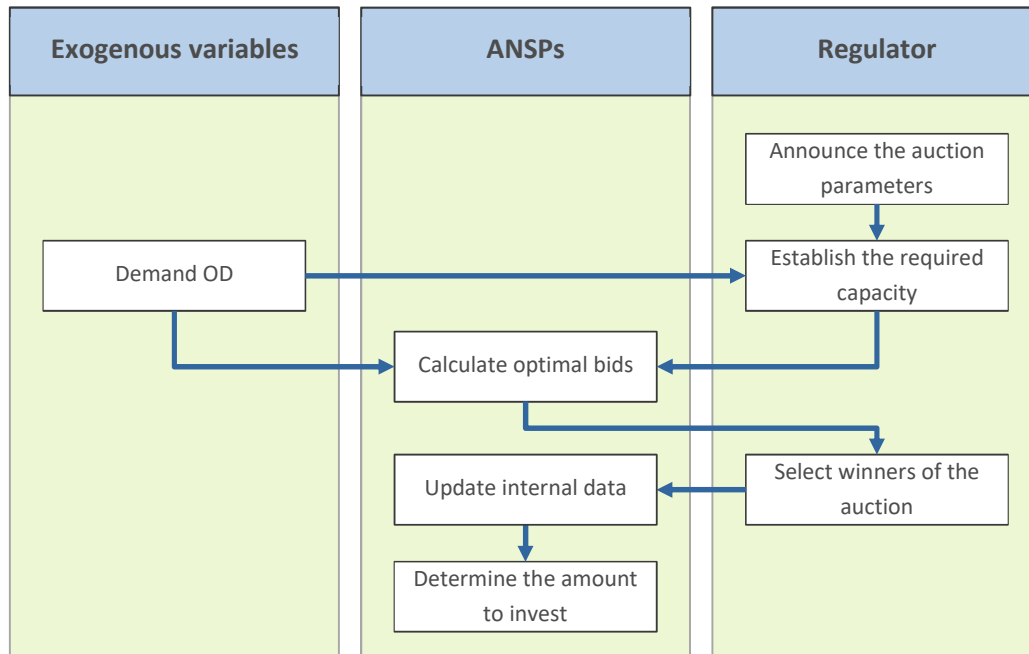 Exogenous variables
ANSPs
Regulator
Announce the auction
parameters
Demand OD
Establish the required
capacity
Calculate optimal bids
Update internal data
Select winners of the
auction
Determine the amount
to invest